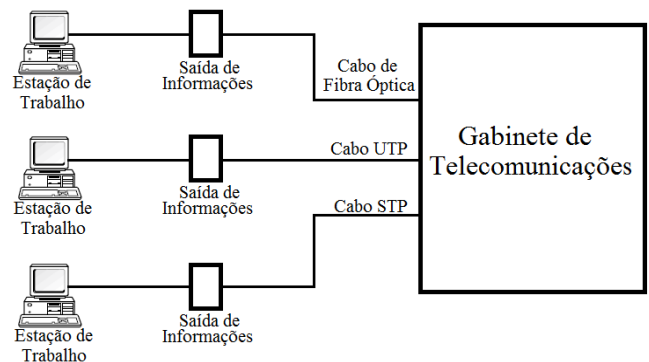 Estação de
Trabalho
Saída de
Informações
Cabo de
Fibra Óptica
Estação de
Trabalho
Saída de
Informações
Cabo UTP
Gabinete de
Telecomunicações
Cabo STP
Estação de
Trabalho
Saída de
Informações